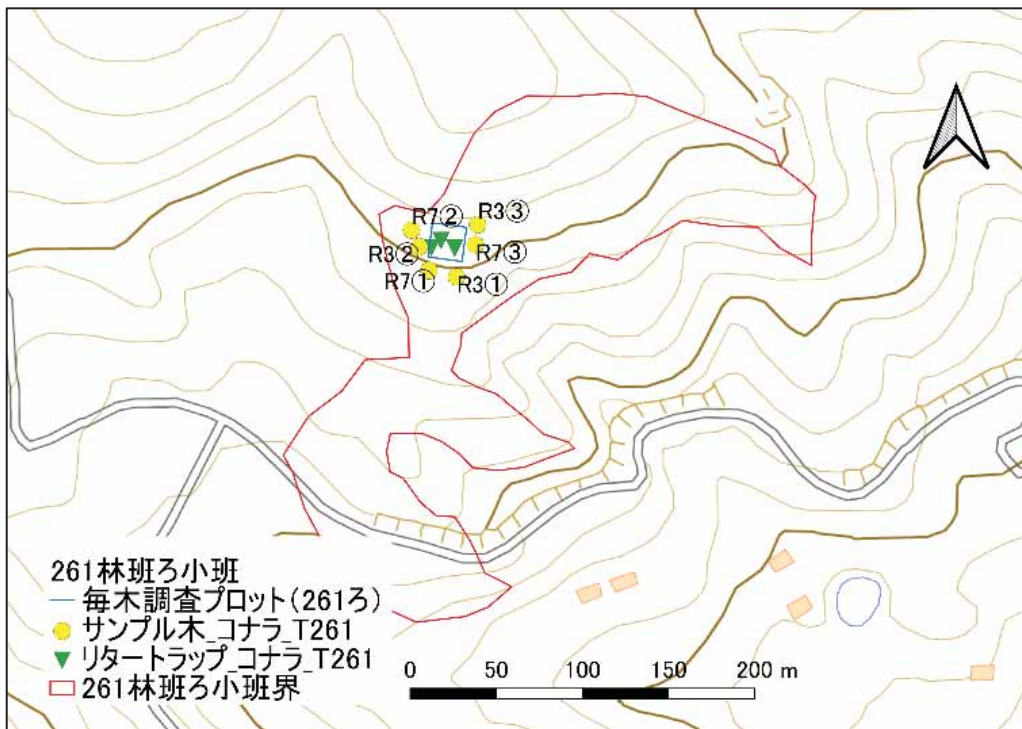 R7② R3③
R3② R7③
R7① R3①
261林班ろ小班
毎木調査プロット(261ろ)
サンプル木_コナラ_T261
リタートラップ_コナラ_T261
261林班ろ小班界
0 50 100 150 200 m